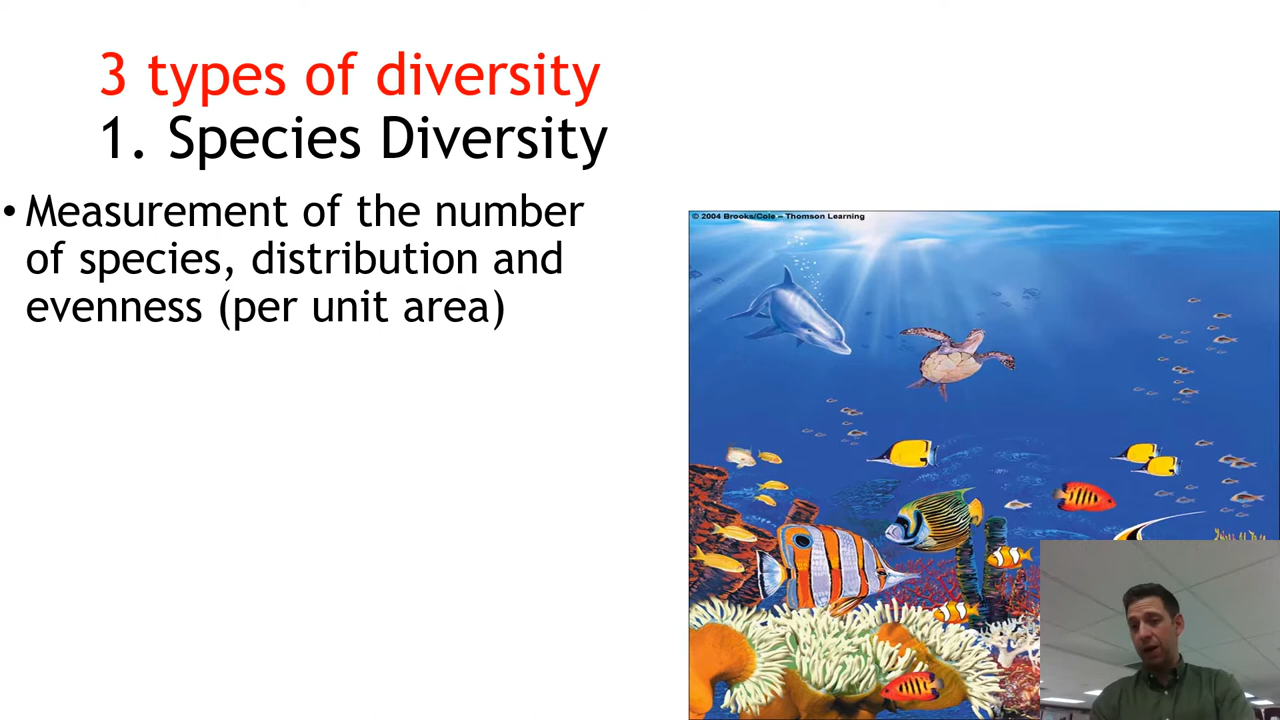 3 types of diversity
1. Species Diversity
• Measurement of the number
of species, distribution and
evenness (per unit area)
© 2004 Brooks/Cole – Thomson Learning